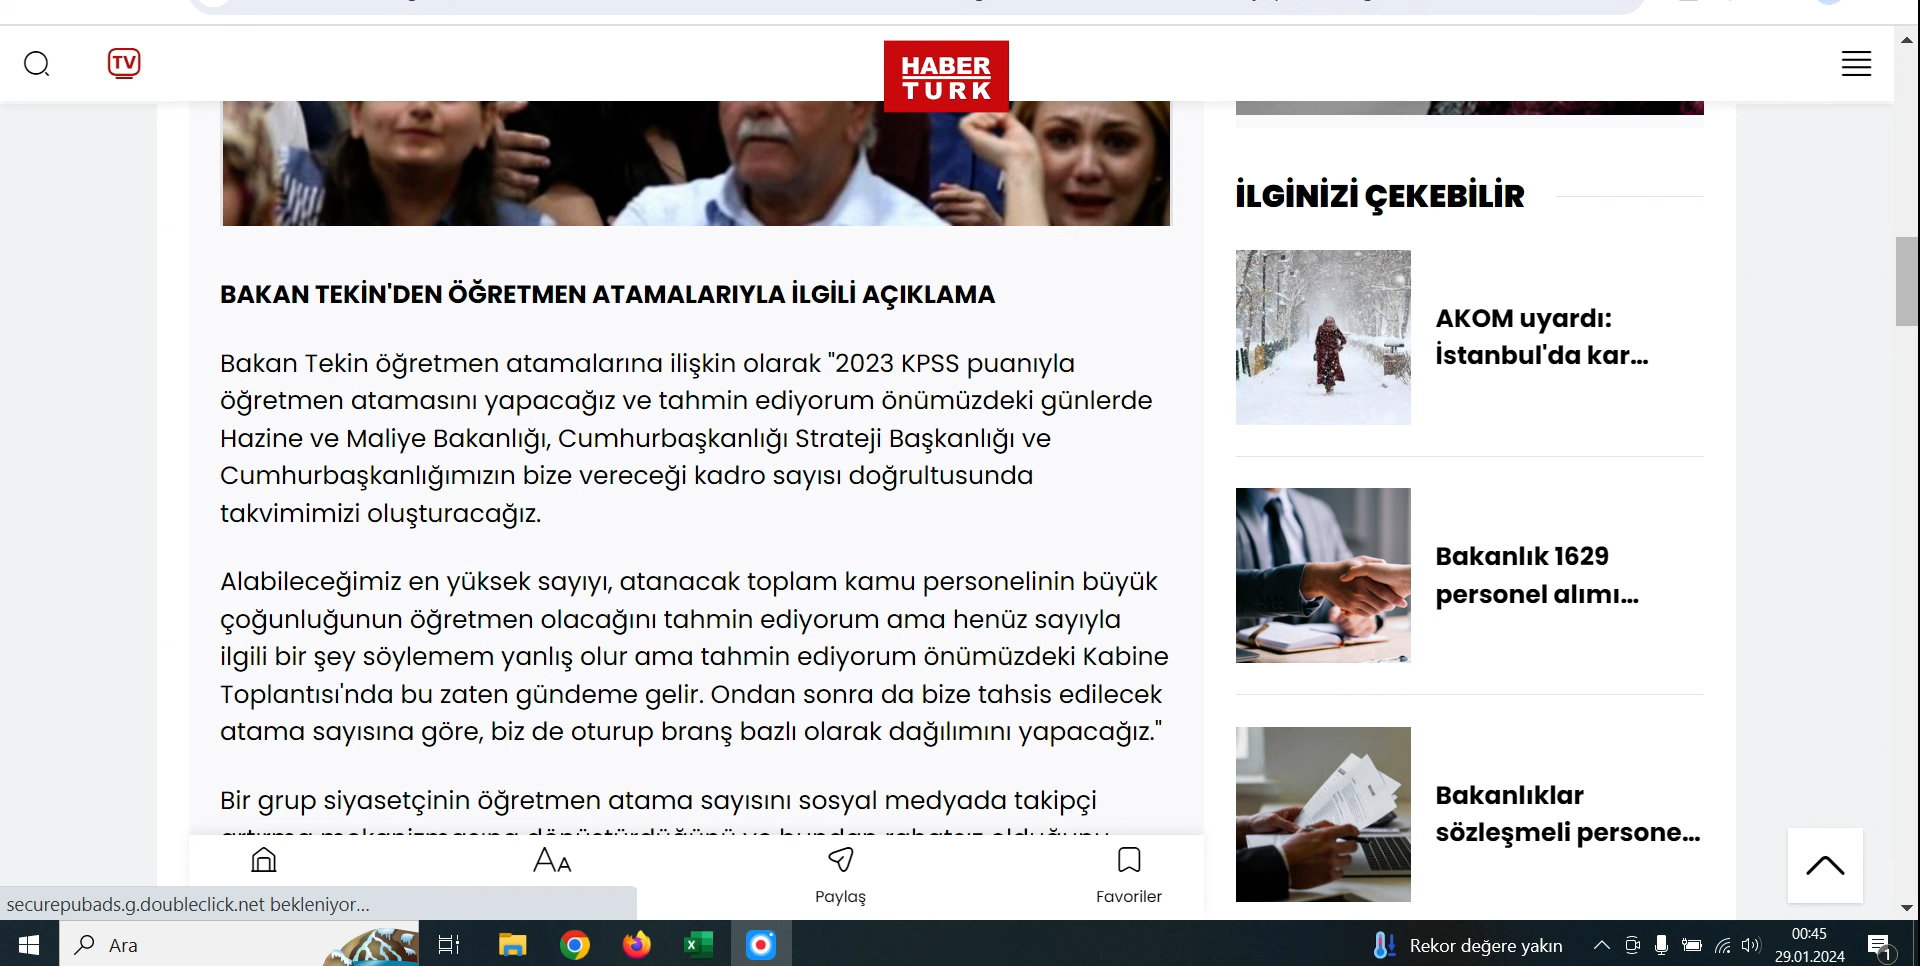 TV
HABER
TURK
İLGİNİZİ ÇEKEBİLİR
BAKAN TEKİN'DEN ÖĞRETMEN ATAMALARIYLA İLGİLİ AÇIKLAMA
Bakan Tekin öğretmen atamalarına ilişkin olarak "2023 KPSS puanıyla
öğretmen atamasını yapacağız ve tahmin ediyorum önümüzdeki günlerde
Hazine ve Maliye Bakanlığı, Cumhurbaşkanlığı Strateji Başkanlığı ve
Cumhurbaşkanlığımızın bize vereceği kadro sayısı doğrultusunda
takvimimizi oluşturacağız.
Alabileceğimiz en yüksek sayıyı, atanacak toplam kamu personelinin büyük
çoğunluğunun öğretmen olacağını tahmin ediyorum ama henüz sayıyla
ilgili bir şey söylemem yanlış olur ama tahmin ediyorum önümüzdeki Kabine
Toplantısı'nda bu zaten gündeme gelir. Ondan sonra da bize tahsis edilecek
atama sayısına göre, biz de oturup branş bazlı olarak dağılımını yapacağız."
Bir grup siyasetçinin öğretmen atama sayısını sosyal medyada takipçi
AKOM uyardı:
İstanbul'da kar...
Bakanlık 1629
personel alımı...
Bakanlıklar
sözleşmeli persone...
AA
Paylaş
Favoriler
securepubads.g.doubleclick.net bekleniyor...
Ara
Rekor değere yakın
00:45
29.01.2024
1